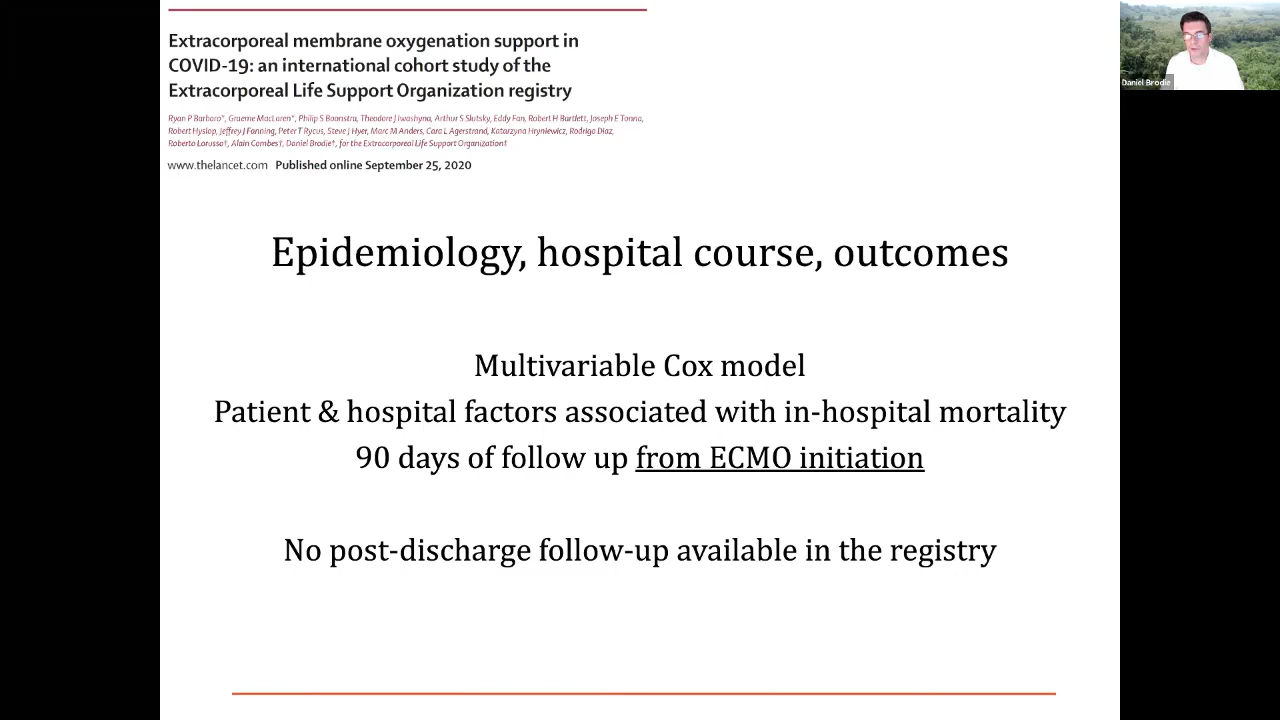 Extracorporeal membrane oxygenation support in
COVID-19: an international cohort study of the
Extracorporeal Life Support Organization registry
Ryan P Barbaro*, Graeme MacLaren*, Philip S Boonstra, Theodore J Iwashyna, Arthur S Slutsky, Eddy Fan, Robert H Bartlett, Joseph E Tonna,
Robert Hyslop, Jeffrey J Fanning, Peter T Rycus, Steve J Hyer, Marc M Anders, Cara L Agerstrand, Katarzyna Hryniewicz, Rodrigo Diaz,
Roberto Lorusso†, Alain Combes†, Daniel Brodie†, for the Extracorporeal Life Support Organization‡
www.thelancet.com Published online September 25, 2020
Daniel Brodie
Epidemiology, hospital course, outcomes
Multivariable Cox model
Patient & hospital factors associated with in-hospital mortality
90 days of follow up from ECMO initiation
No post-discharge follow-up available in the registry